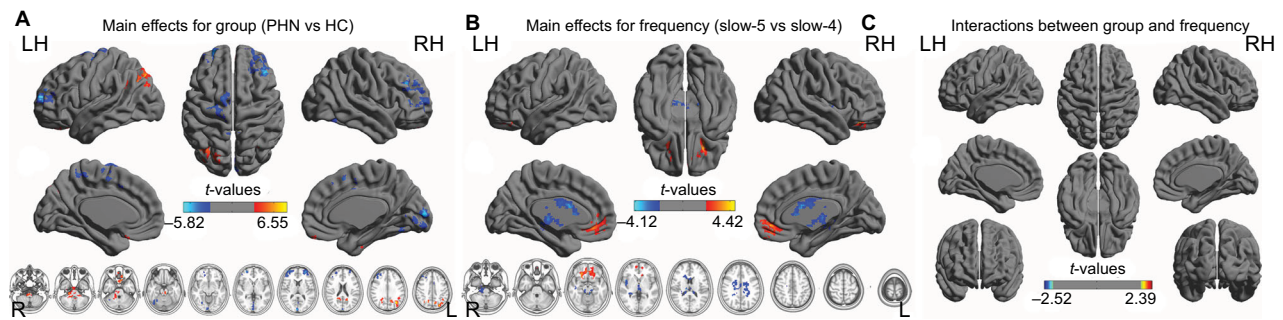 A Main effects for group (PHN vs HC)
LH RH
t-values
–5.82 6.55
R L
B Main effects for frequency (slow-5 vs slow-4)
LH RH
t-values
–4.12 4.42
R L
C Interactions between group and frequency
LH RH
t-values
–2.52 2.39